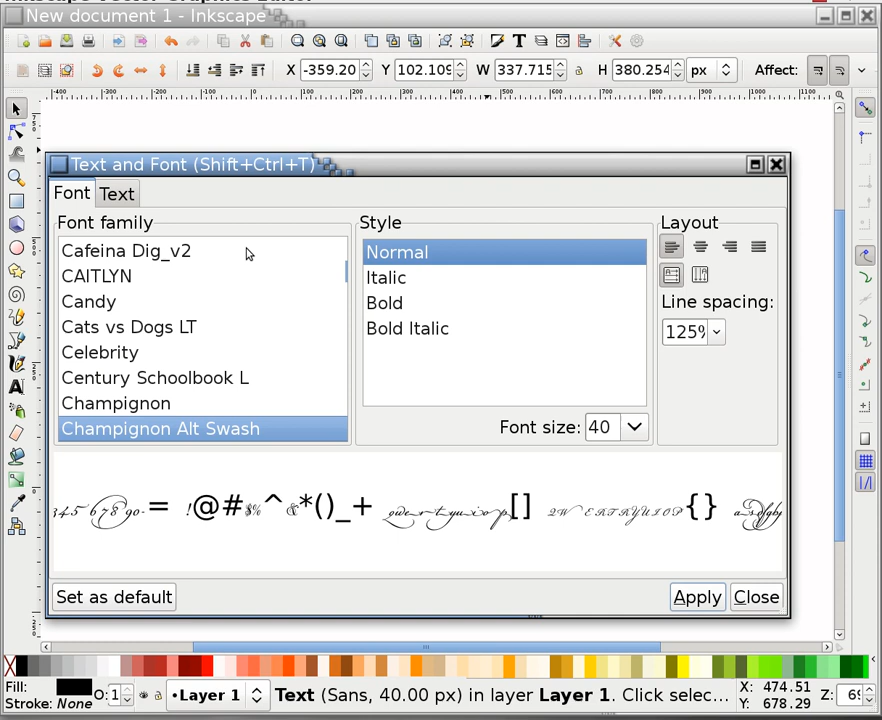 New document 1 - Inkscape
X -359.20 Y 102.109 W 337.715 H 380.254 px Affect:
Text and Font (Shift+Ctrl+T)
Font Text
Font family
Cafeina Dig_v2
CAITLYN
Candy
Cats vs Dogs LT
Celebrity
Century Schoolbook L
Champignon
Champignon Alt Swash
Style
Normal
Italic
Bold
Bold Italic
Font size: 40
Layout
Line spacing:
125%
345 67890-= !@#$%^&*()_+ qwertyuiop[] QWERTYUIOP{}
Set as default Apply Close
Fill:
Stroke: None
O: 1
•Layer 1
Text (Sans, 40.00 px) in layer Layer 1. Click selec...
X: 474.51
Y: 678.29
Z: